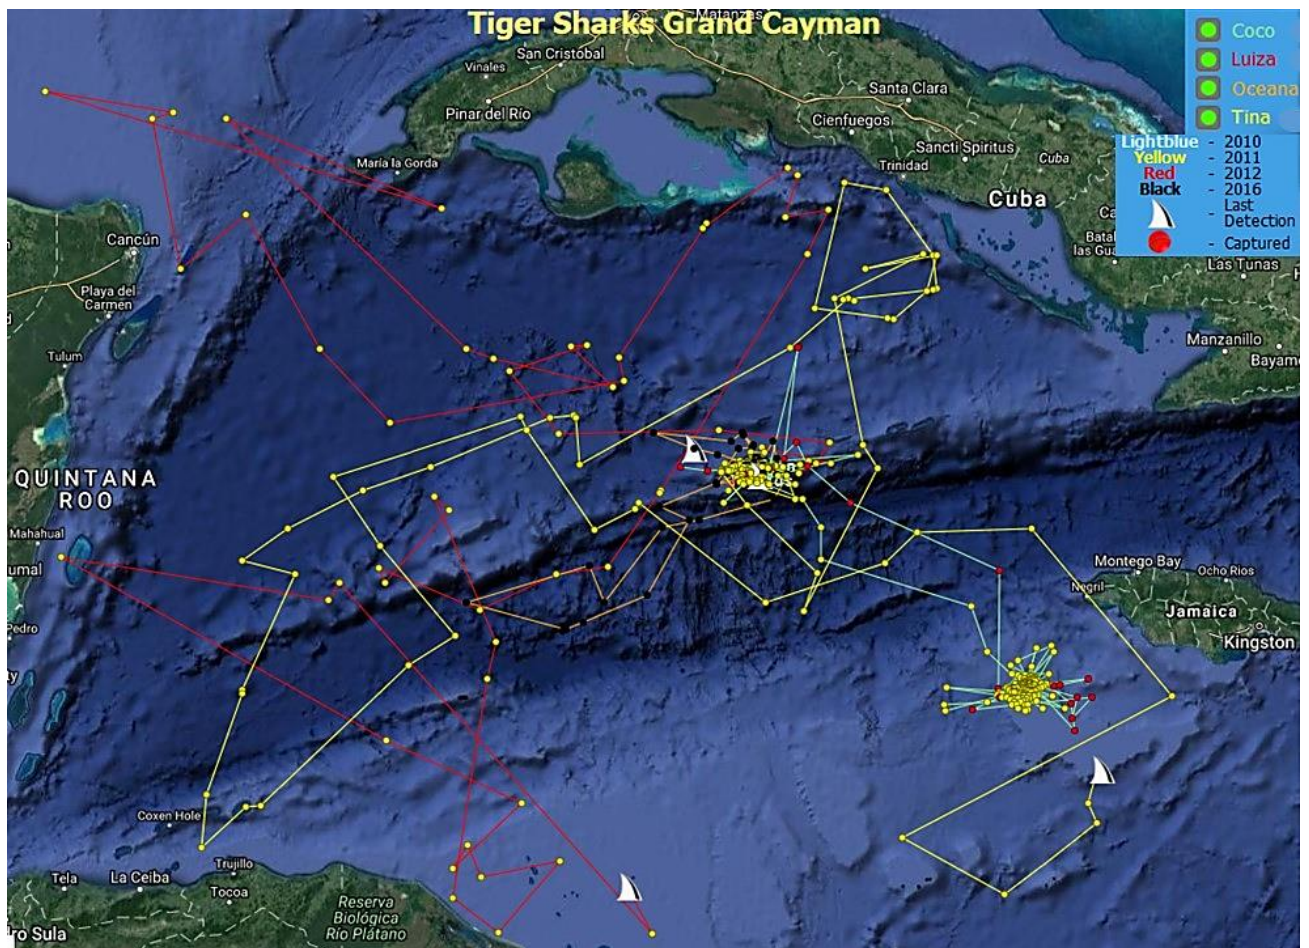 Tiger Sharks Grand Cayman
Matanzas
San Cristobal
Vinales
Pinar del Río
María la Gorda
Santa Clara
Cienfuegos
Sancti Spiritus
Trinidad
Cuba
Cuba
Las Tunas
Manzanillo
Coco
Luiza
Oceana
Tina
Lightblue - 2010
Yellow - 2011
Red - 2012
Black - 2016
- Last
Detection
- Captured
Cancún
Playa del
Carmen
Tulum
QUINTANA
ROO
Mahahual
Montego Bay
Ocho Rios
Negril
Jamaica
Kingston
Coxen Hole
Trujillo
Tela
La Ceiba
Tocoa
Reserva
Biológica
Río Plátano